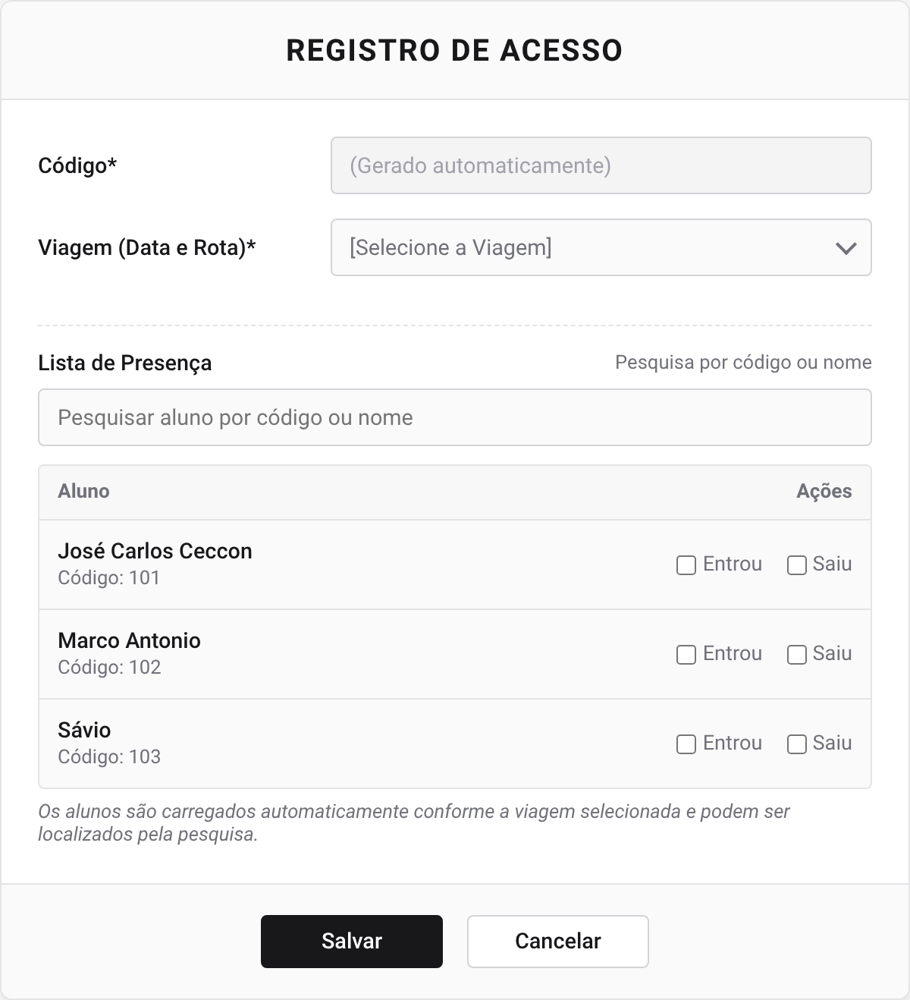 REGISTRO DE ACESSO
Código*
(Gerado automaticamente)
Viagem (Data e Rota)*
[Selecione a Viagem]
Lista de Presença
Pesquisa por código ou nome
Pesquisar aluno por código ou nome
Aluno
Ações
José Carlos Ceccon
Código: 101
Entrou
Saiu
Marco Antonio
Código: 102
Entrou
Saiu
Sávio
Código: 103
Entrou
Saiu
Os alunos são carregados automaticamente conforme a viagem selecionada e podem ser
localizados pela pesquisa.
Salvar
Cancelar